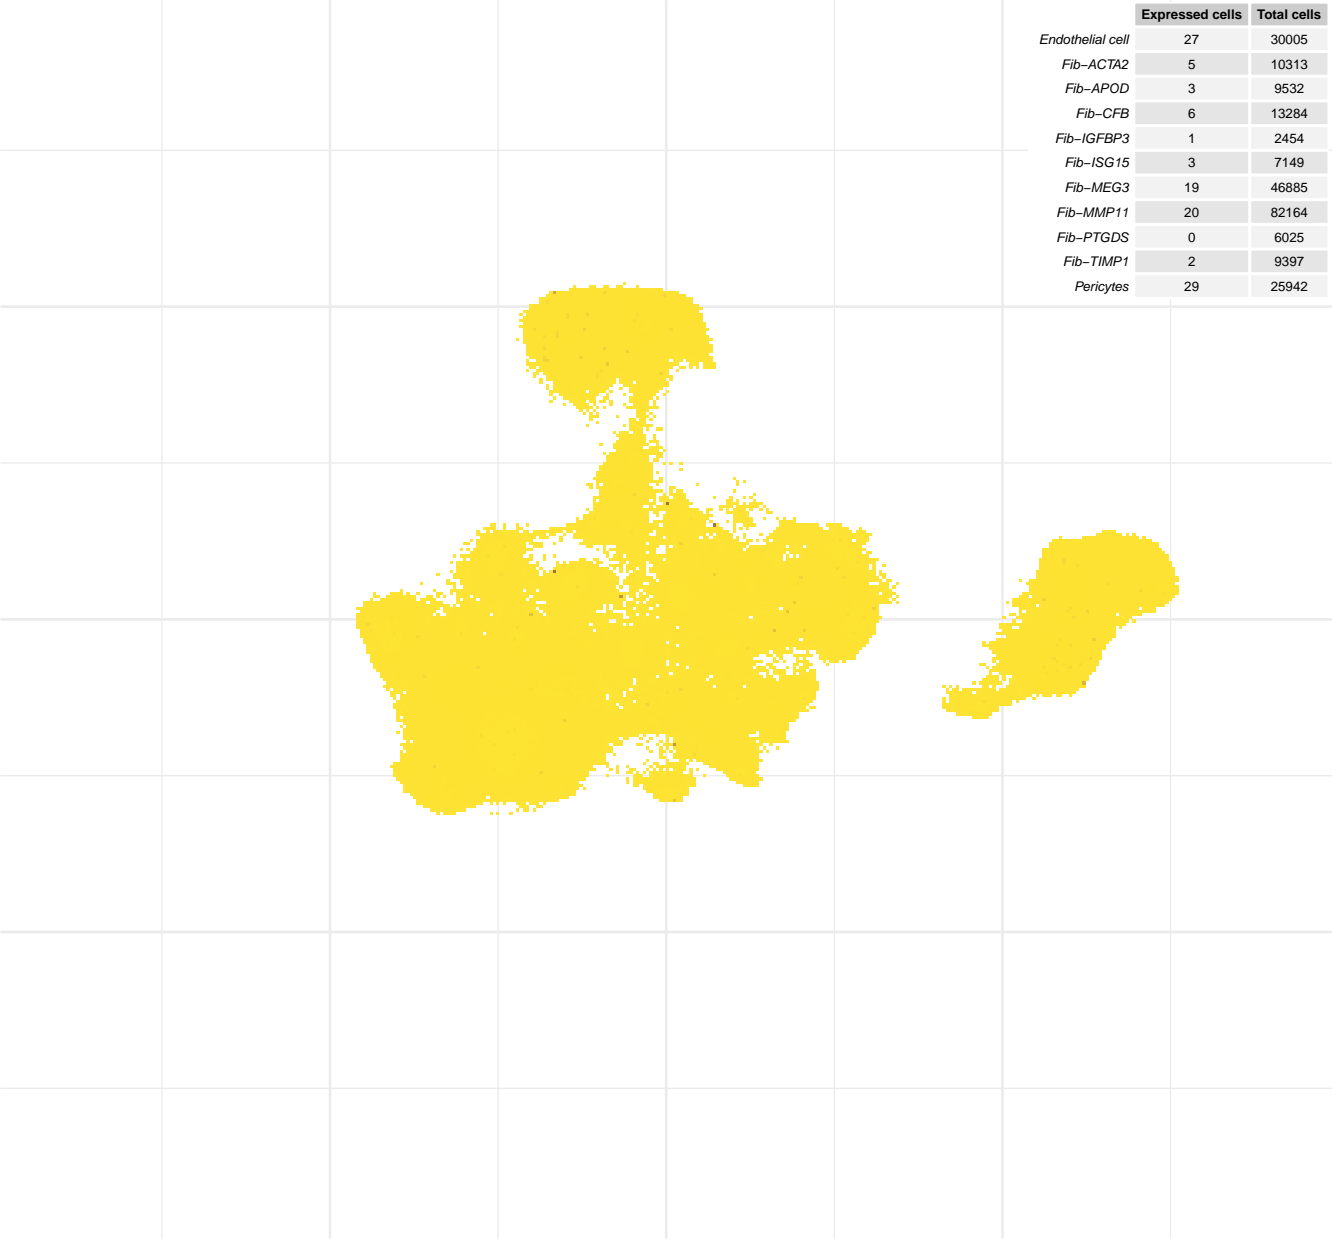 Expressed cells Total cells
Endothelial cell 27 30005
Fib−ACTA2 5 10313
Fib−APOD 3 9532
Fib−CFB 6 13284
Fib−IGFBP3 1 2454
Fib−ISG15 3 7149
Fib−MEG3 19 46885
Fib−MMP11 20 82164
Fib−PTGDS 0 6025
Fib−TIMP1 2 9397
Pericytes 29 25942